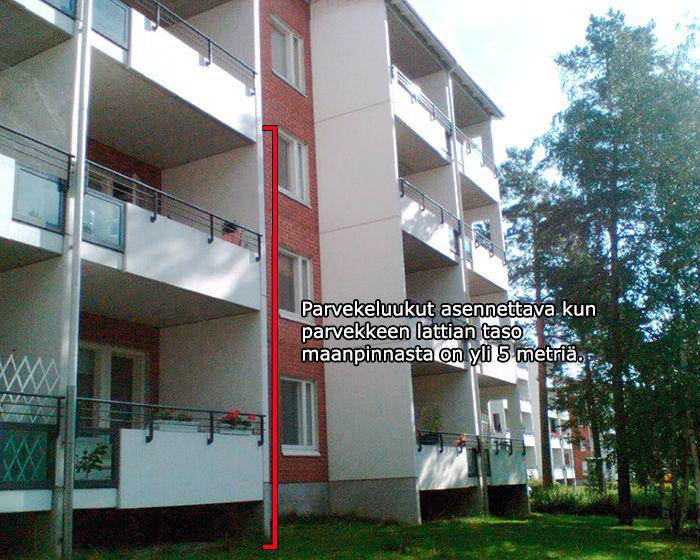 Parvekeluukut asennettava kun
parvekkeen lattian taso
maanpinnasta on yli 5 metriä.